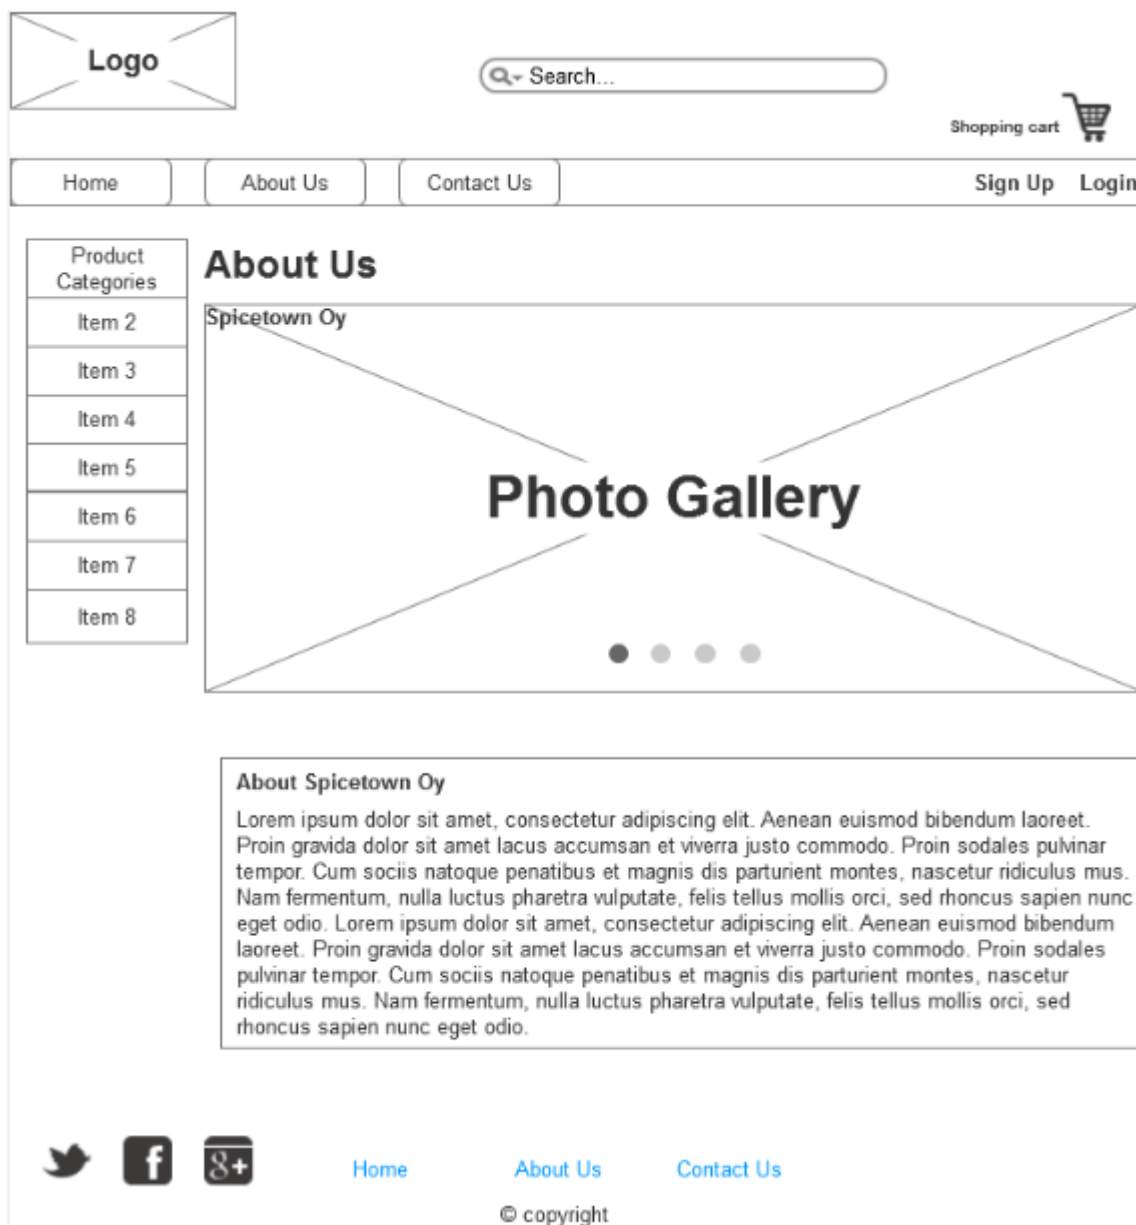 Logo
Search...
Shopping cart
Home
About Us
Contact Us
Sign Up
Login
Product
Categories
Item 2
Item 3
Item 4
Item 5
Item 6
Item 7
Item 8
About Us
Spicetown Oy
Photo Gallery
About Spicetown Oy
Lorem ipsum dolor sit amet, consectetur adipiscing elit. Aenean euismod bibendum laoreet.
Proin gravida dolor sit amet lacus accumsan et viverra justo commodo. Proin sodales pulvinar
tempor. Cum sociis natoque penatibus et magnis dis parturient montes, nascetur ridiculus mus.
Nam fermentum, nulla luctus pharetra vulputate, felis tellus mollis orci, sed rhoncus sapien nunc
eget odio. Lorem ipsum dolor sit amet, consectetur adipiscing elit. Aenean euismod bibendum
laoreet. Proin gravida dolor sit amet lacus accumsan et viverra justo commodo. Proin sodales
pulvinar tempor. Cum sociis natoque penatibus et magnis dis parturient montes, nascetur
ridiculus mus. Nam fermentum, nulla luctus pharetra vulputate, felis tellus mollis orci, sed
rhoncus sapien nunc eget odio.
f
g+
Home
About Us
Contact Us
© copyright